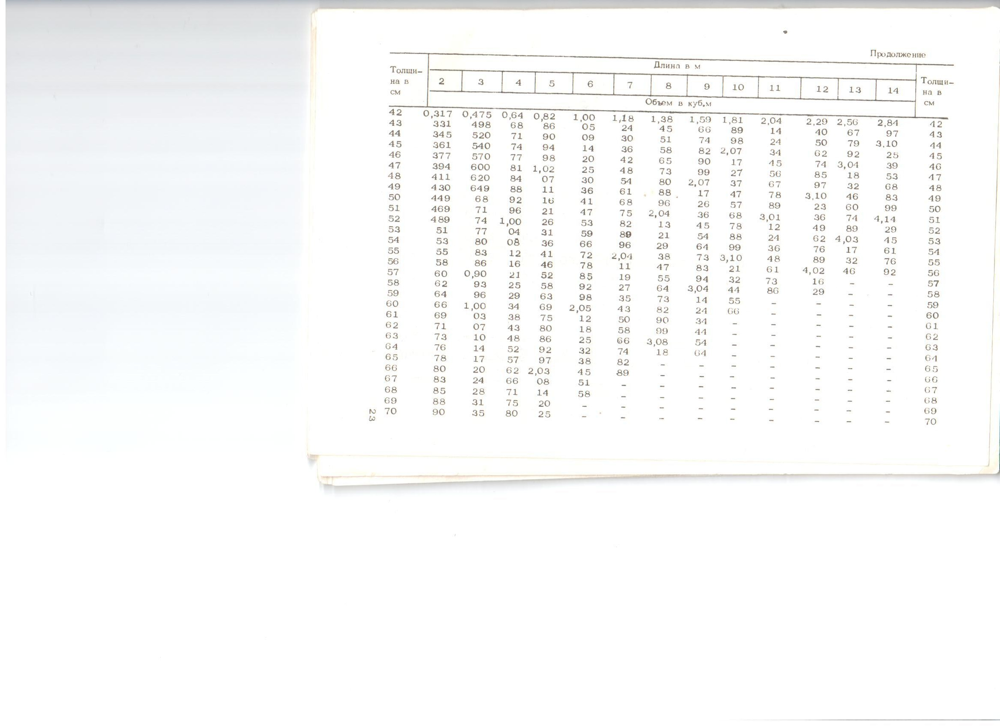 Продолжение
Толщи- Длина в м Толщи-
на в 2 3 4 5 6 7 8 9 10 11 12 13 14 на в
см Объем в куб.м см
42 0,317 0,475 0,64 0,82 1,00 1,18 1,38 1,59 1,81 2,04 2,29 2,56 2,84 42
43 331 498 68 86 05 24 45 66 89 14 40 67 97 43
44 345 520 71 90 09 30 51 74 98 24 50 79 3.10 44
45 361 540 74 94 14 36 58 82 2,07 34 62 92 25 45
46 377 570 77 98 20 42 65 90 17 45 74 3,04 39 46
47 394 600 81 1,02 25 48 73 99 27 56 85 18 53 47
48 411 620 84 07 30 54 80 2,07 37 67 97 32 68 48
49 430 649 88 11 36 61 88 17 47 78 3,10 46 83 49
50 449 68 92 16 41 68 96 26 57 89 23 60 99 50
51 469 71 96 21 47 75 2,04 36 68 3,01 36 74 4,14 51
52 489 74 1,00 26 53 82 13 45 78 12 49 89 29 52
53 51 77 04 31 59 89 21 54 88 24 62 4,03 45 53
54 53 80 08 36 66 96 29 64 99 36 76 17 61 54
55 55 83 12 41 72 2,04 38 73 3,10 48 89 32 76 55
56 58 86 16 46 78 11 47 83 21 61 4,02 46 92 56
57 60 0,90 21 52 85 19 55 94 32 73 16 – – 57
58 62 93 25 58 92 27 64 3,04 44 86 29 – – 58
59 64 96 29 63 98 35 73 14 55 – – – – 59
60 66 1,00 34 69 2,05 43 82 24 66 – – – – 60
61 69 03 38 75 12 50 90 34 – – – – – 61
62 71 07 43 80 18 58 99 44 – – – – – 62
63 73 10 48 86 25 66 3,08 54 – – – – – 63
64 76 14 52 92 32 74 18 64 – – – – – 64
65 78 17 57 97 38 82 – – – – – – – 65
66 80 20 62 2,03 45 89 – – – – – – – 66
67 83 24 66 08 51 – – – – – – – – 67
68 85 28 71 14 58 – – – – – – – – 68
69 88 31 75 20 – – – – – – – – – 69
70 90 35 80 25 – – – – – – – – – 70
23